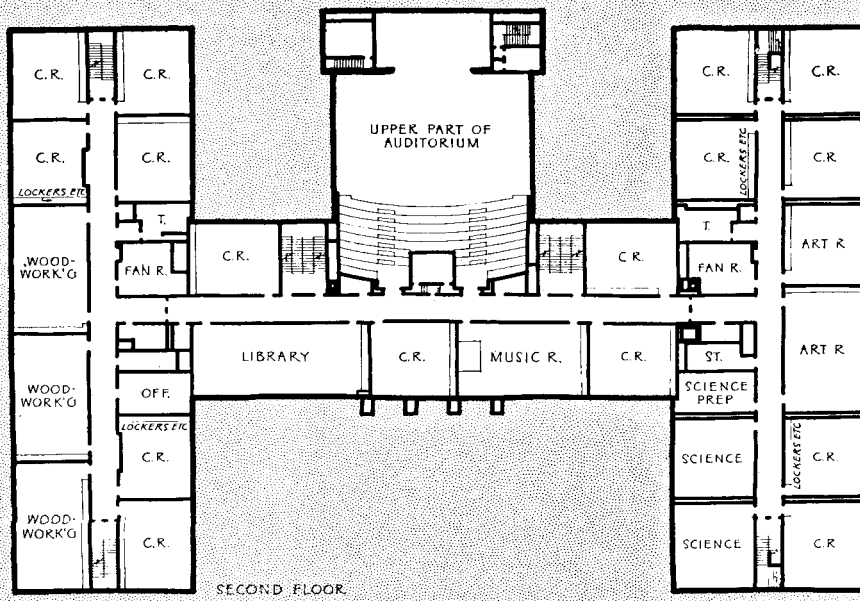 C.R.
C.R.
C.R.
C.R.
UPPER PART OF
AUDITORIUM
C.R.
C.R.
LOCKERS ETC
C.R.
C.R.
LOCKERS ETC
C.R.
C.R
T.
T.
WOOD-
WORK'G
FAN R.
C.R.
C R.
FAN R.
ART R
LIBRARY
C.R.
MUSIC R.
C.R.
ST.
ART R
WOOD-
WORK'G
OFF.
SCIENCE
PREP
LOCKERS ETC
C.R.
SCIENCE
LOCKERS ETC
C.R.
WOOD-
WORK'G
C.R.
SCIENCE
C.R
SECOND FLOOR